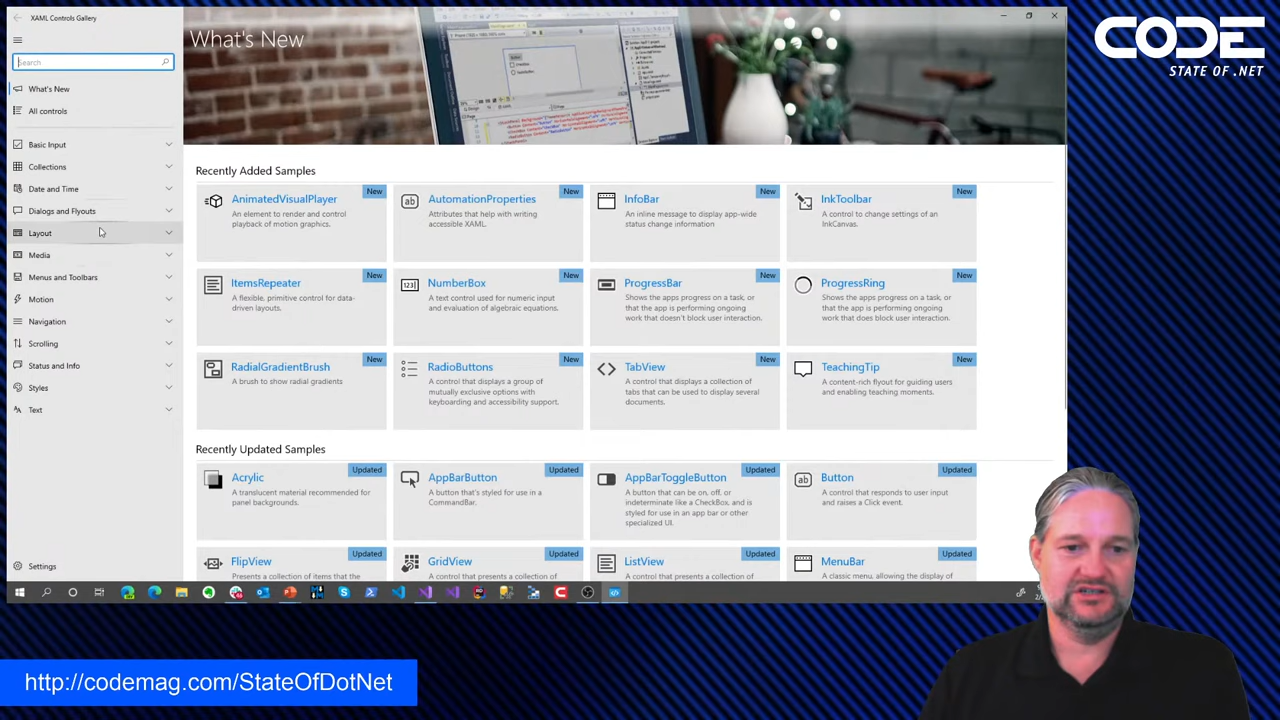 XAML Controls Gallery
Search
What's New
All controls
Basic Input
Collections
Date and Time
Dialogs and Flyouts
Layout
Media
Menus and Toolbars
Motion
Navigation
Scrolling
Status and Info
Styles
Text
Settings
What's New
Recently Added Samples
AnimatedVisualPlayer
New
An element to render and control
playback of motion graphics.
AutomationProperties
New
Attributes that help with writing
accessible XAML.
InfoBar
New
An inline message to display app-wide
status change information
InkToolbar
New
A control to change settings of an
InkCanvas.
ItemsRepeater
New
A flexible, primitive control for data-
driven layouts.
NumberBox
New
A text control used for numeric input
and evaluation of algebraic equations.
ProgressBar
New
Shows the apps progress on a task, or
that the app is performing ongoing
work that doesn't block user interaction.
ProgressRing
New
Shows the apps progress on a task, or
that the app is performing ongoing
work that does block user interaction.
RadialGradientBrush
New
A brush to show radial gradients
RadioButtons
New
A control that displays a group of
mutually exclusive options with
keyboarding and accessibility support.
TabView
New
A control that displays a collection of
tabs that can be used to display several
documents.
TeachingTip
New
A content-rich flyout for guiding users
and enabling teaching moments.
Recently Updated Samples
Acrylic
Updated
A translucent material recommended for
panel backgrounds.
AppBarButton
Updated
A button that's styled for use in a
CommandBar.
AppBarToggleButton
Updated
A button that can be on, off, or
indeterminate like a CheckBox, and is
styled for use in an app bar or other
specialized UI.
Button
Updated
A control that responds to user input
and raises a Click event.
FlipView
Updated
Presents a collection of items that the
GridView
Updated
A control that presents a collection of
ListView
Updated
A control that presents a collection of
MenuBar
Updated
A classic menu, allowing the display of
CODE
STATE OF .NET
http://codemag.com/StateOfDotNet